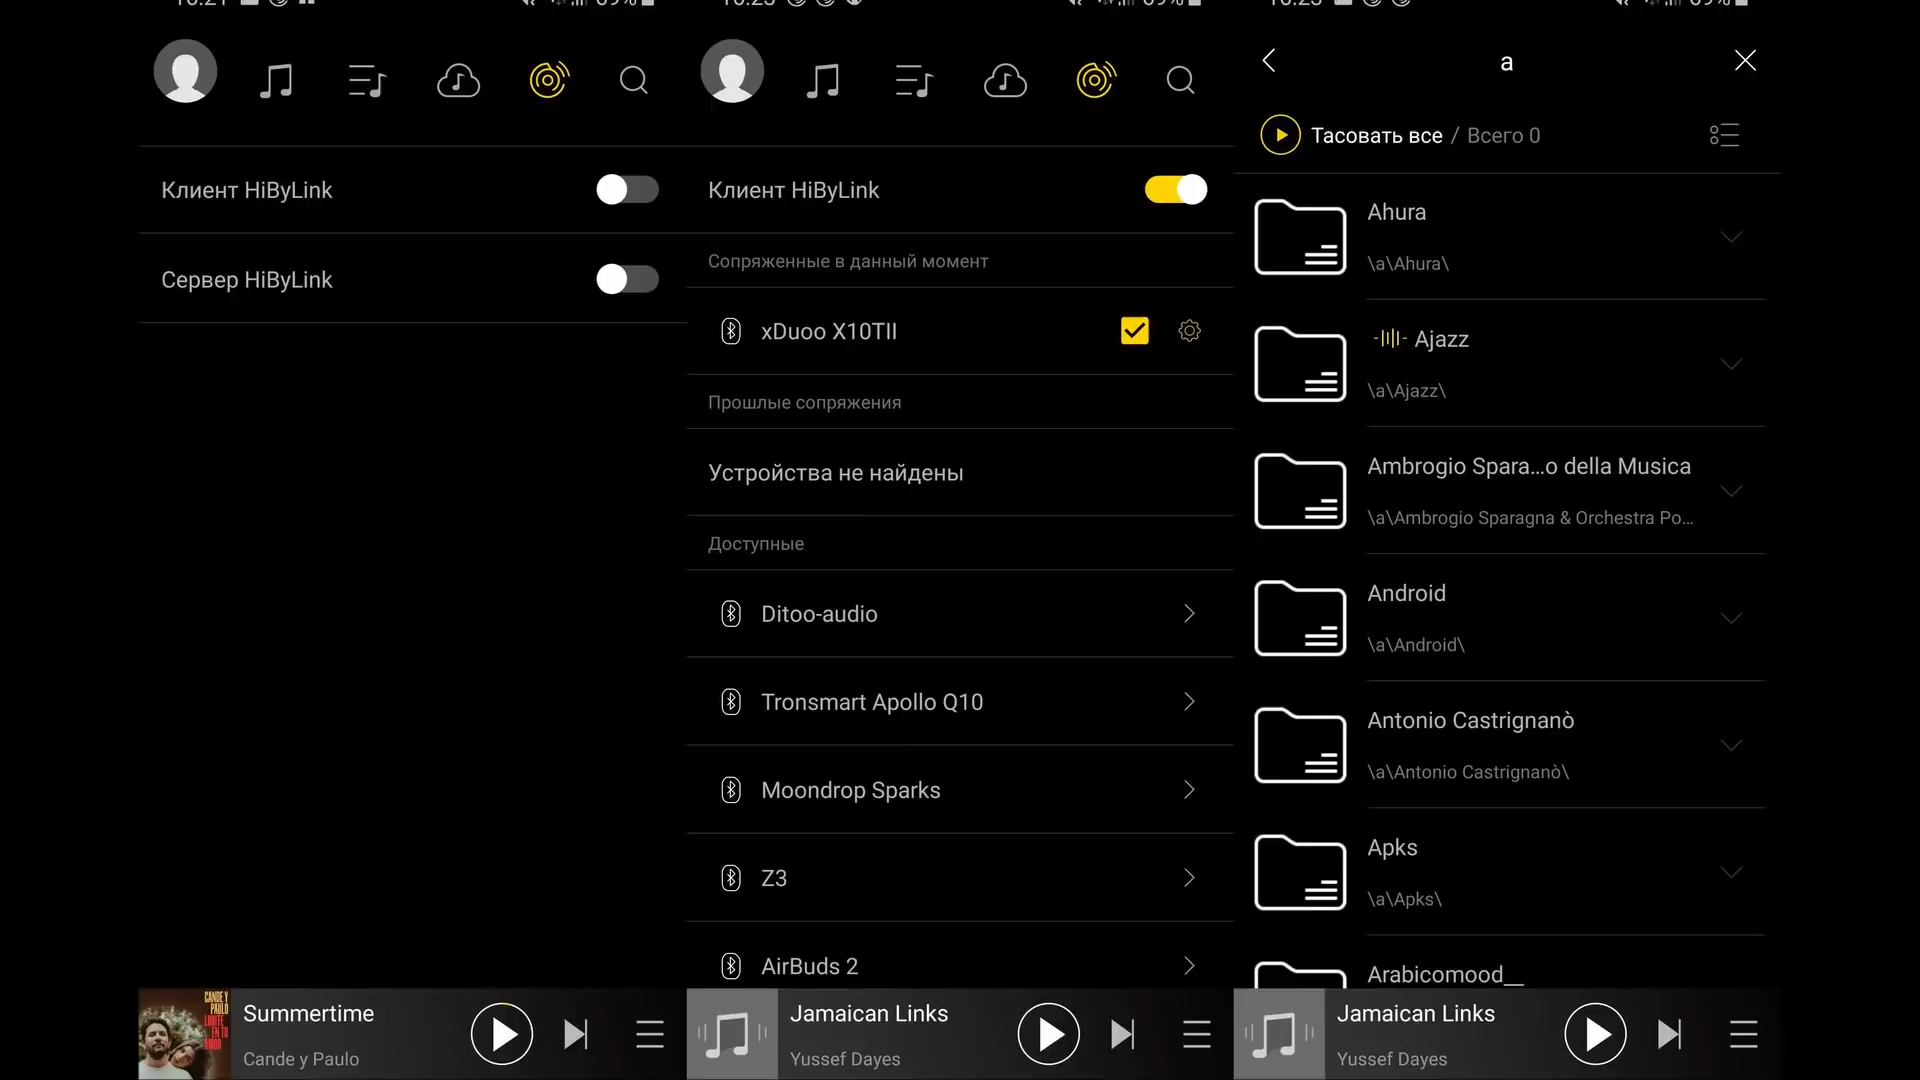 Клиент HiByLink
Сервер HiByLink
Summertime
Cande y Paulo
Клиент HiByLink
Сопряженные в данный момент
xDuoo X10TII
Прошлые сопряжения
Устройства не найдены
Доступные
Ditoo-audio
Tronsmart Apollo Q10
Moondrop Sparks
Z3
AirBuds 2
Jamaican Links
Yussef Dayes
a
Тасовать все / Всего 0
Ahura
\a\Ahura\
Ajazz
\a\Ajazz\
Ambrogio Spara...o della Musica
\a\Ambrogio Sparagna & Orchestra Po...
Android
\a\Android\
Antonio Castrignanò
\a\Antonio Castrignanò\
Apks
\a\Apks\
Arabicomood__
Jamaican Links
Yussef Dayes